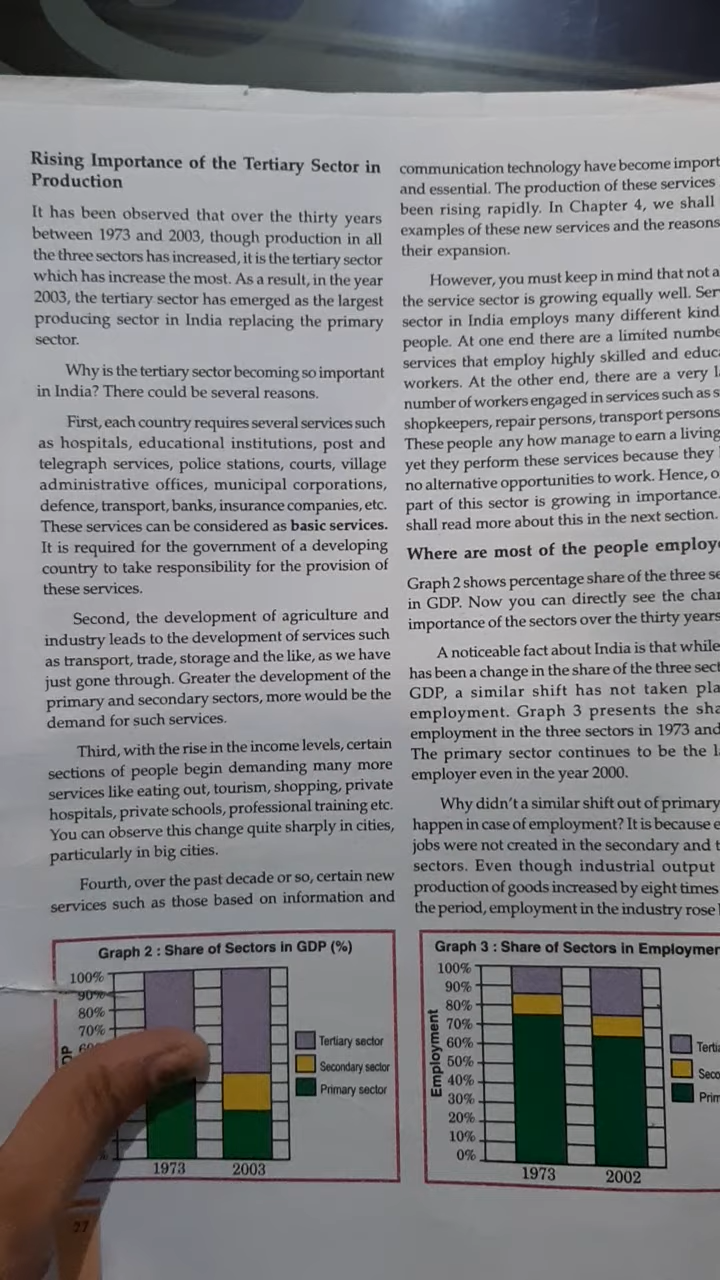 Rising Importance of the Tertiary Sector in
Production
It has been observed that over the thirty years
between 1973 and 2003, though production in all
the three sectors has increased, it is the tertiary sector
which has increase the most. As a result, in the year
2003, the tertiary sector has emerged as the largest
producing sector in India replacing the primary
sector.
Why is the tertiary sector becoming so important
in India? There could be several reasons.
First, each country requires several services such
as hospitals, educational institutions, post and
telegraph services, police stations, courts, village
administrative offices, municipal corporations,
defence, transport, banks, insurance companies, etc.
These services can be considered as basic services.
It is required for the government of a developing
country to take responsibility for the provision of
these services.
Second, the development of agriculture and
industry leads to the development of services such
as transport, trade, storage and the like, as we have
just gone through. Greater the development of the
primary and secondary sectors, more would be the
demand for such services.
Third, with the rise in the income levels, certain
sections of people begin demanding many more
services like eating out, tourism, shopping, private
hospitals, private schools, professional training etc.
You can observe this change quite sharply in cities,
particularly in big cities.
Fourth, over the past decade or so, certain new
services such as those based on information and
communication technology have become
and essential. The production of these services
been rising rapidly. In Chapter 4, we shall
examples of these new services and the reasons
their expansion.
However, you must keep in mind that not
the service sector is growing equally well.
sector in India employs many different
people. At one end there are a limited
services that employ highly skilled and
workers. At the other end, there are a very
number of workers engaged in services such as
shopkeepers, repair persons, transport persons
These people any how manage to earn a living
yet they perform these services because they
no alternative opportunities to work. Hence,
part of this sector is growing in importance.
shall read more about this in the next section.
Where are most of the people
Graph 2 shows percentage share of the three
in GDP. Now you can directly see the
importance of the sectors over the thirty years
A noticeable fact about India is that while
has been a change in the share of the three
GDP, a similar shift has not taken
employment. Graph 3 presents the
employment in the three sectors in 1973 and
The primary sector continues to be the
employer even in the year 2000.
Why didn't a similar shift out of primary
happen in case of employment? It is because
jobs were not created in the secondary and
sectors. Even though industrial output
production of goods increased by eight times
the period, employment in the industry rose
Graph 2 : Share of Sectors in GDP (%)
100%
90%
80%
70%
Tertiary sector
Secondary sector
Primary sector
1973 2003
Graph 3 : Share of Sectors in
Employment
100%
90%
80%
70%
60%
50%
40%
30%
20%
10%
0%
1973 2002
27